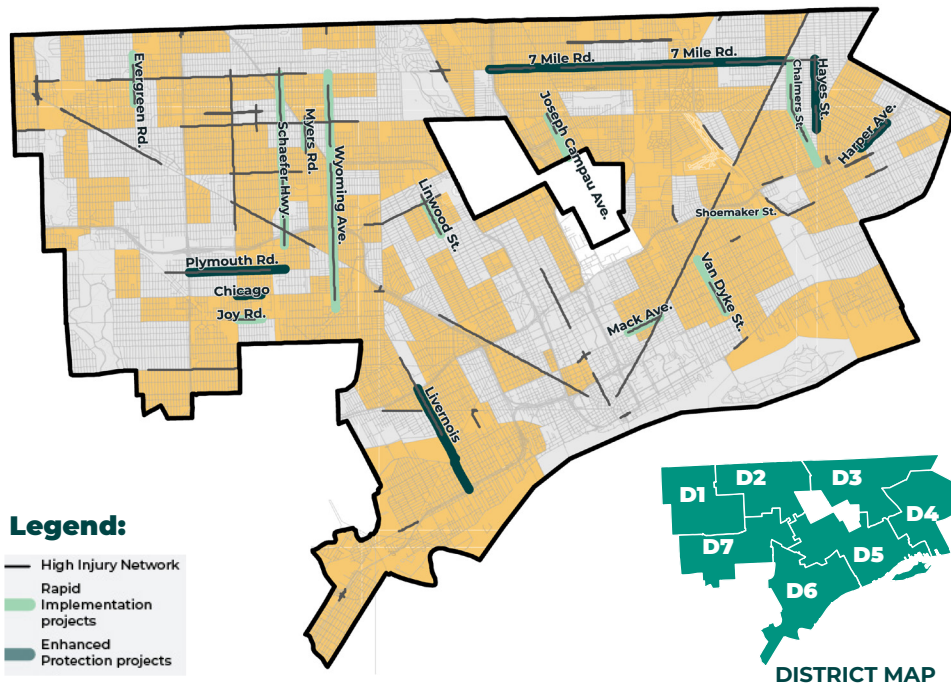 7 Mile Rd.
7 Mile Rd.
Evergreen Rd.
Schaefer Hwy.
Myers Rd.
Wyoming Ave.
Joseph Campau Ave.
Chalmers St.
Hayes St.
Harper Ave.
Linwood St.
Shoemaker St.
Plymouth Rd.
Chicago
Joy Rd.
Van Dyke St.
Mack Ave.
Livernois
Legend:
High Injury Network
Rapid
Implementation
projects
Enhanced
Protection projects
D1
D2
D3
D4
D7
D5
D6
DISTRICT MAP